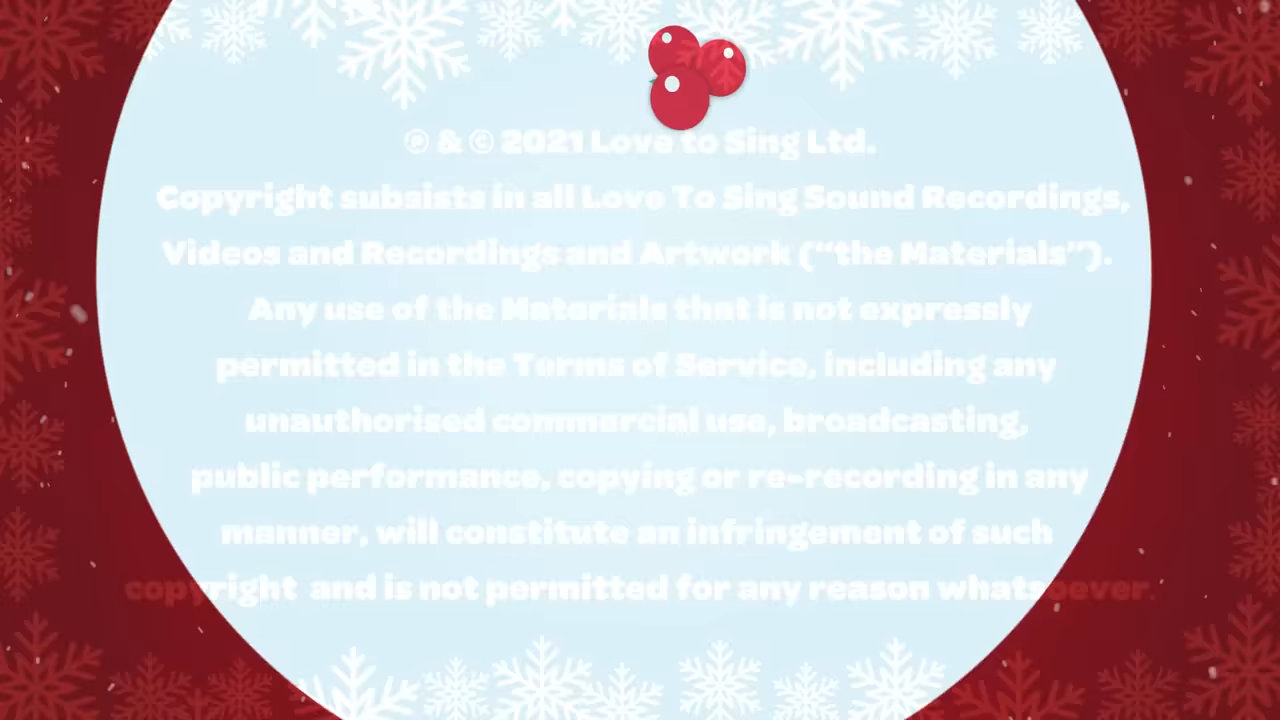 ℗ & © 2021 Love to Sing Ltd.
Copyright subsists in all Love To Sing Sound Recordings,
Videos and Recordings and Artwork (“the Materials”).
Any use of the Materials that is not expressly
permitted in the Terms of Service, including any
unauthorised commercial use, broadcasting,
public performance, copying or re-recording in any
manner, will constitute an infringement of such
copyright and is not permitted for any reason whatsoever.